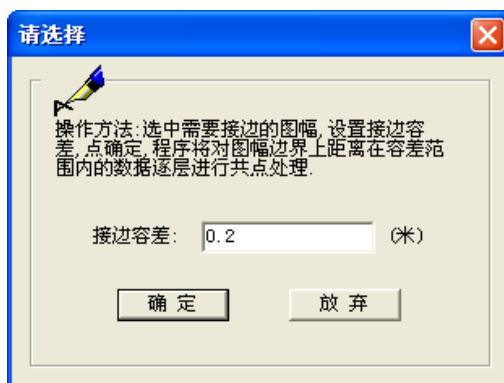 请选择
操作方法:选中需要接边的图幅,设置接边容
差,点确定,程序将对图幅边界上距离在容差范
围内的数据逐层进行共点处理.
接边容差: 0.2 (米)
确 定 放 弃